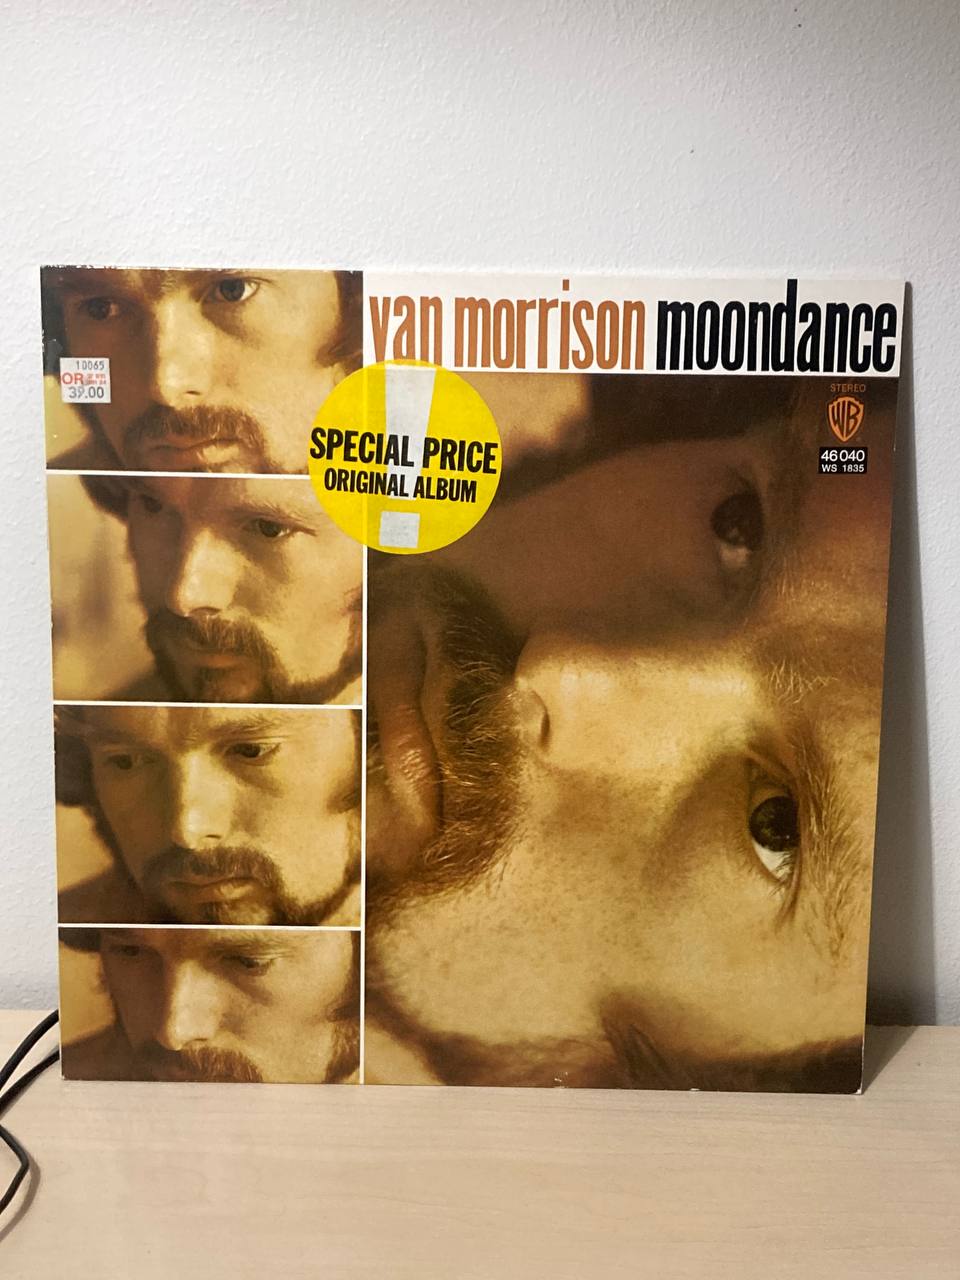 van morrison moondance
STEREO
WB
46 040
WS 1835
10065
OR
39.00
SPECIAL PRICE
ORIGINAL ALBUM